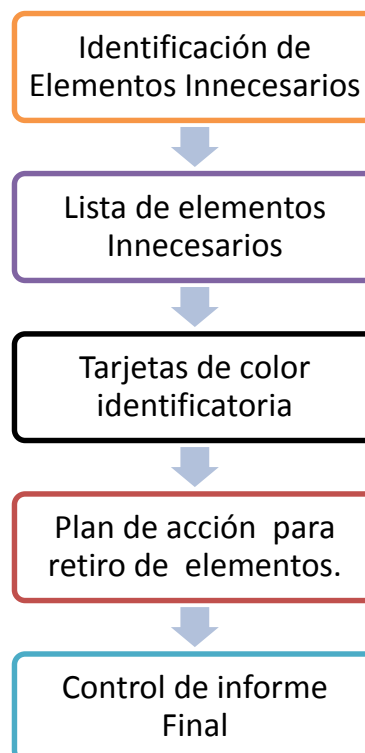 Identificación de
Elementos Innecesarios
Lista de elementos
Innecesarios
Tarjetas de color
identificatoria
Plan de acción  para
retiro de  elementos.
Control de informe
Final